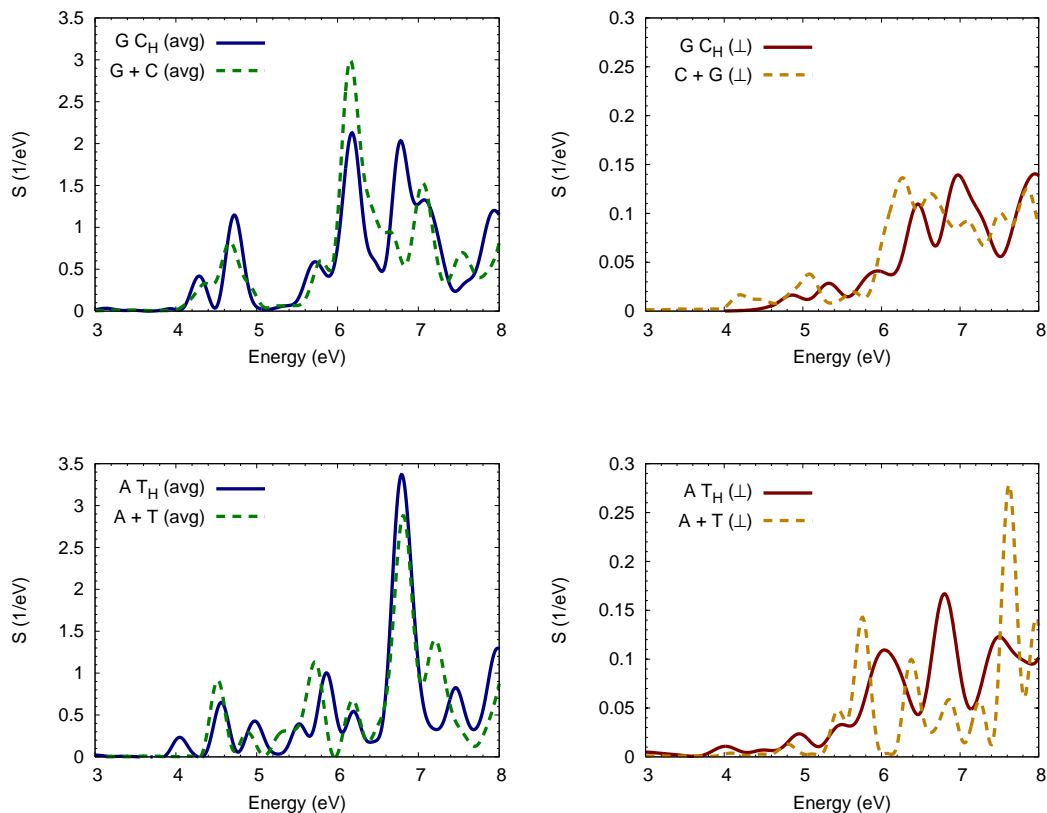 3.5
3
2.5
2
1.5
1
0.5
0
S (1/eV)
G C_H (avg)
G + C (avg)
3 4 5 6 7 8
Energy (eV)
0.3
0.25
0.2
0.15
0.1
0.05
0
S (1/eV)
G C_H (⊥)
C + G (⊥)
3 4 5 6 7 8
Energy (eV)
3.5
3
2.5
2
1.5
1
0.5
0
S (1/eV)
A T_H (avg)
A + T (avg)
3 4 5 6 7 8
Energy (eV)
0.3
0.25
0.2
0.15
0.1
0.05
0
S (1/eV)
A T_H (⊥)
A + T (⊥)
3 4 5 6 7 8
Energy (eV)